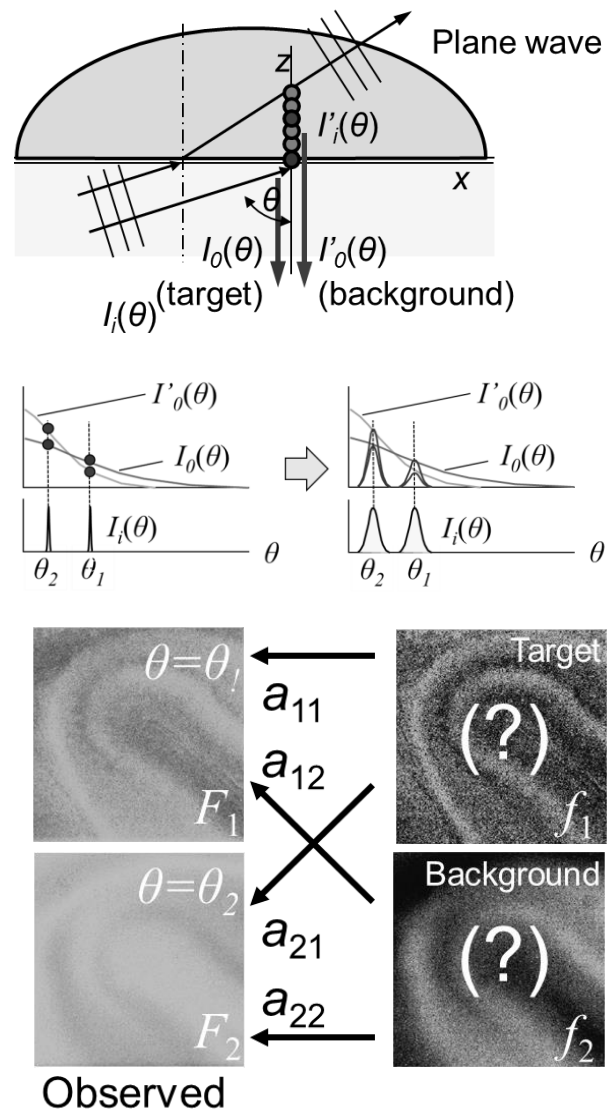 Plane wave
z
I'i(θ)
x
θ
I0(θ)
(target)
I'0(θ)
(background)
Ii(θ)
I'0(θ)
I0(θ)
Ii(θ)
θ2
θ1
θ
I'0(θ)
I0(θ)
Ii(θ)
θ2
θ1
θ
θ=θ!
F1
a11
a12
Target
(?)
f1
θ=θ2
F2
a21
a22
Background
(?)
f2
Observed